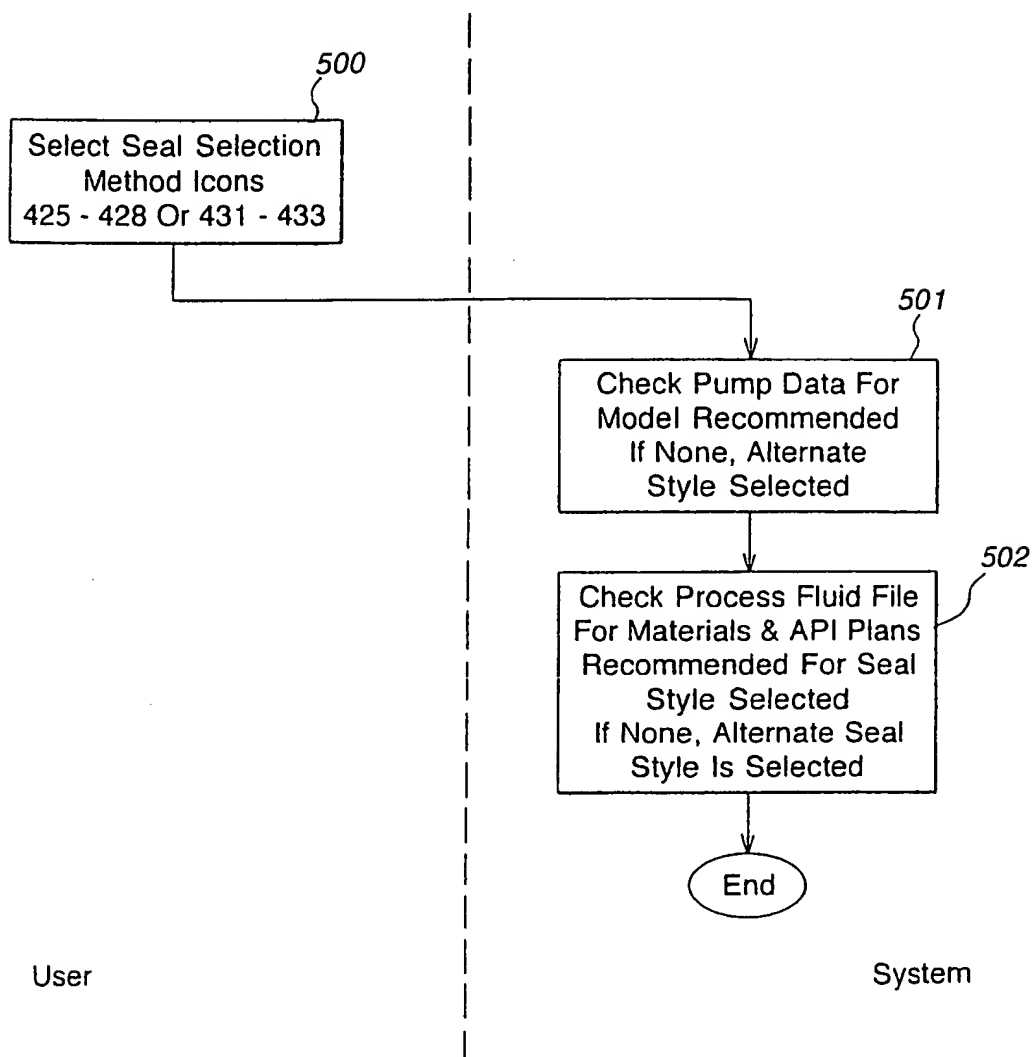 500
Select Seal Selection
Method Icons
425 - 428 Or 431 - 433
501
Check Pump Data For
Model Recommended
If None, Alternate
Style Selected
502
Check Process Fluid File
For Materials & API Plans
Recommended For Seal
Style Selected
If None, Alternate Seal
Style Is Selected
End
User
System